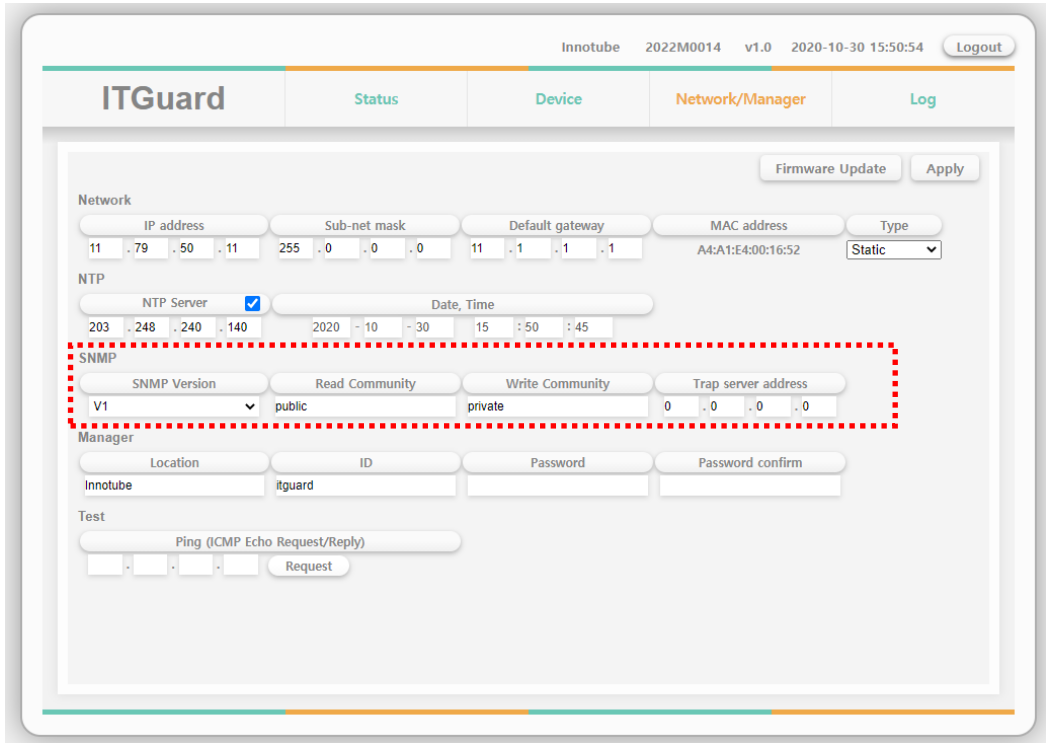 Innotube 2022M0014 v1.0 2020-10-30 15:50:54 Logout
ITGuard Status Device Network/Manager Log
Firmware Update Apply
Network
IP address Sub-net mask Default gateway MAC address Type
11 . 79 . 50 . 11 255 . 0 . 0 . 0 11 . 1 . 1 . 1 A4:A1:E4:00:16:52 Static
NTP
NTP Server Date, Time
203 . 248 . 240 . 140 2020 - 10 - 30 15 : 50 : 45
SNMP
SNMP Version Read Community Write Community Trap server address
V1 public private 0 . 0 . 0 . 0
Manager
Location ID Password Password confirm
Innotube itguard
Test
Ping (ICMP Echo Request/Reply)
. . . Request